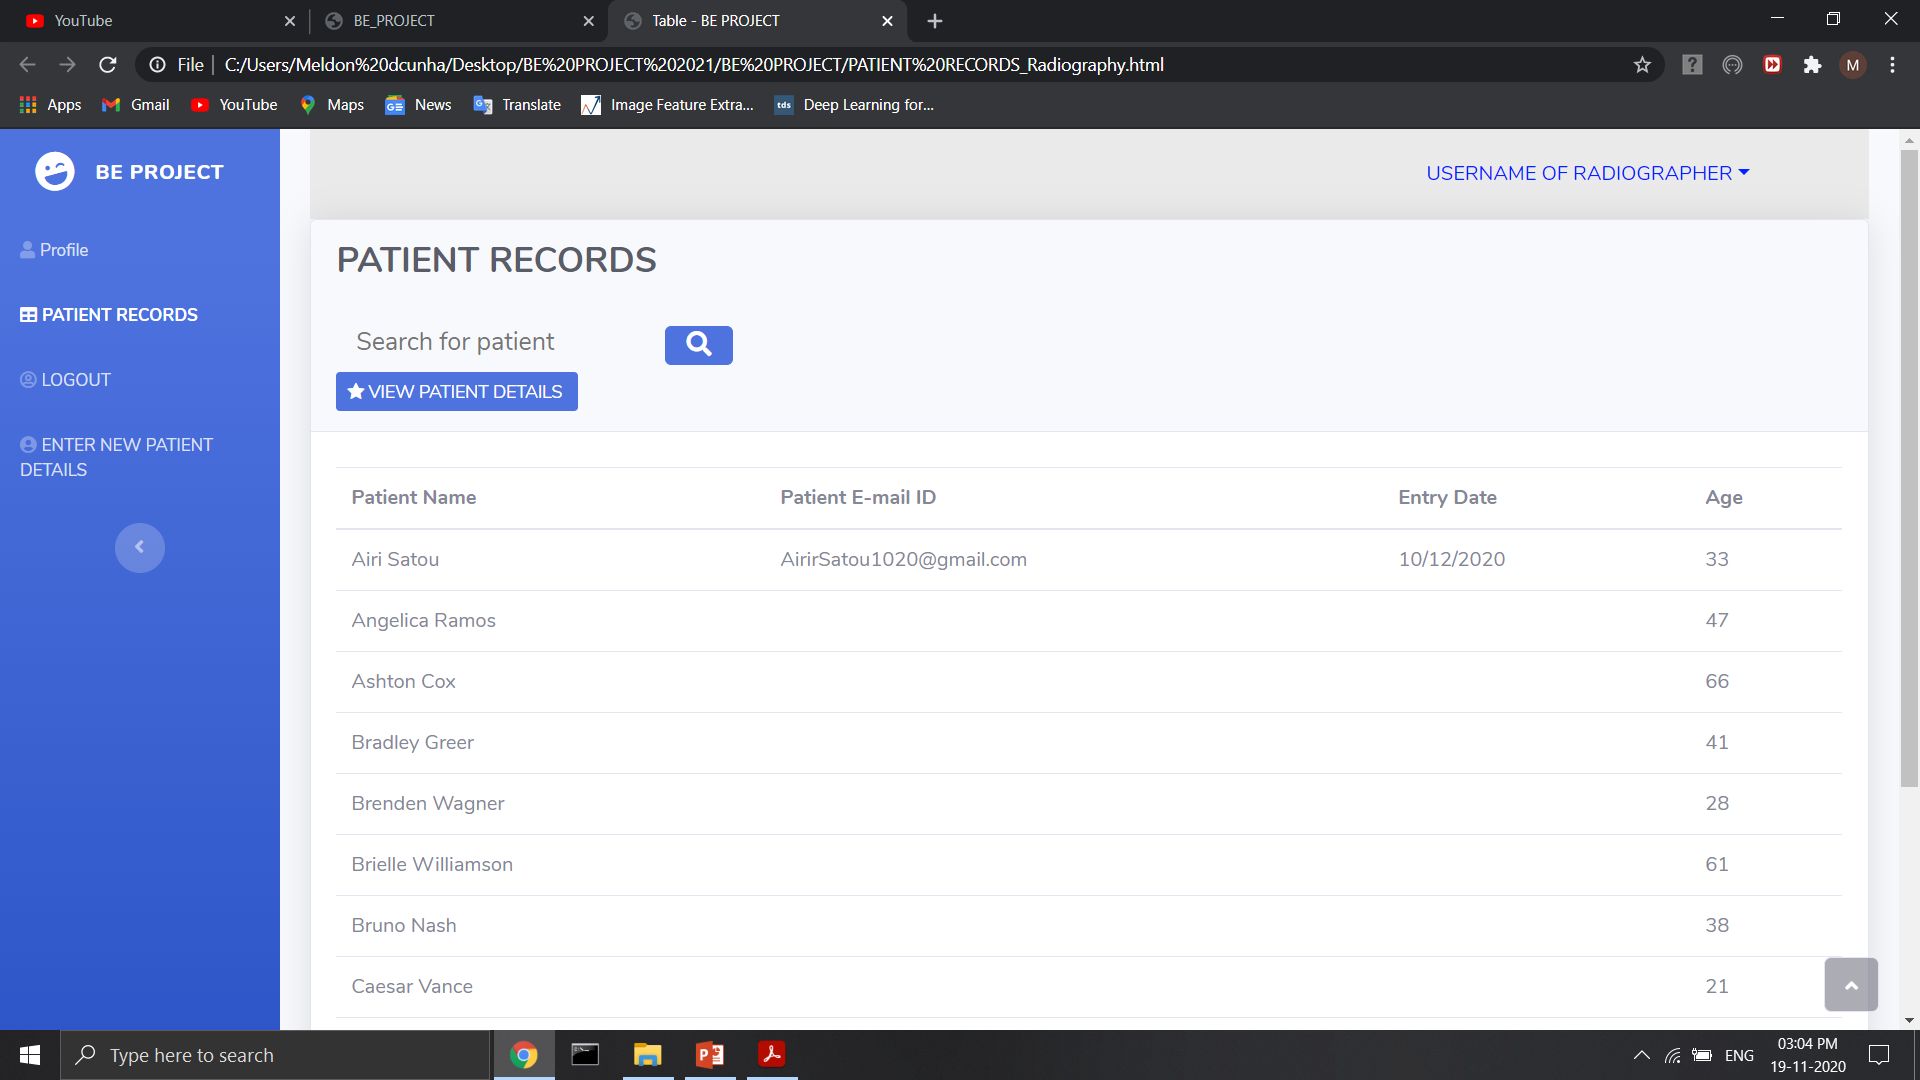 YouTube
BE_PROJECT
Table - BE PROJECT
File
C:/Users/Meldon%20dcunha/Desktop/BE%20PROJECT%202021/BE%20PROJECT/PATIENT%20RECORDS_Radiography.html
M
Apps
Gmail
YouTube
Maps
News
Translate
Image Feature Extra...
tds
Deep Learning for...
BE PROJECT
Profile
PATIENT RECORDS
LOGOUT
ENTER NEW PATIENT
DETAILS
USERNAME OF RADIOGRAPHER
PATIENT RECORDS
Search for patient
VIEW PATIENT DETAILS
Patient Name Patient E-mail ID Entry Date Age
Airi Satou AirirSatou1020@gmail.com 10/12/2020 33
Angelica Ramos 47
Ashton Cox 66
Bradley Greer 41
Brenden Wagner 28
Brielle Williamson 61
Bruno Nash 38
Caesar Vance 21
Type here to search
ENG
03:04 PM
19-11-2020